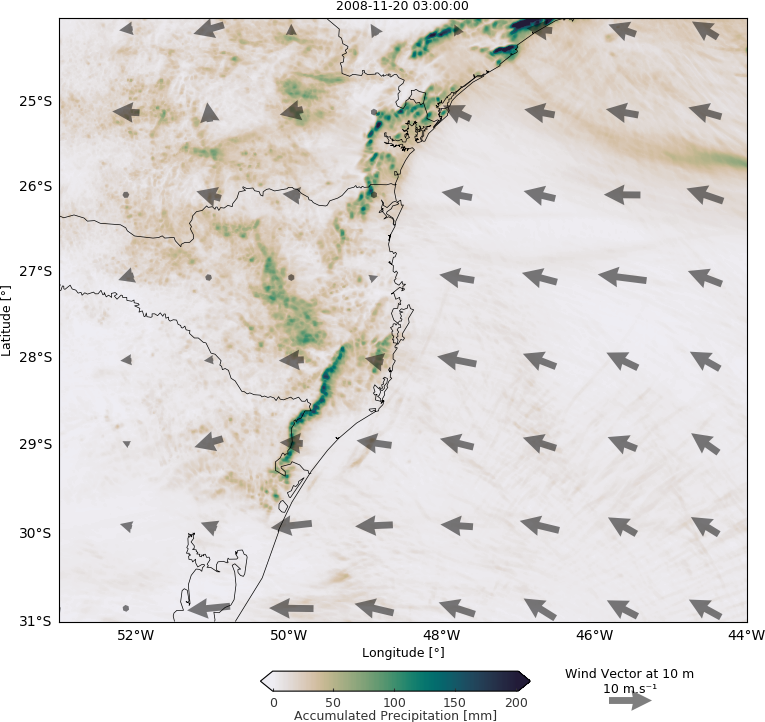 2008-11-20 03:00:00
25°S
26°S
27°S
28°S
29°S
30°S
31°S
Latitude [°]
52°W 50°W 48°W 46°W 44°W
Longitude [°]
0 50 100 150 200
Accumulated Precipitation [mm]
Wind Vector at 10 m
10 m s⁻¹